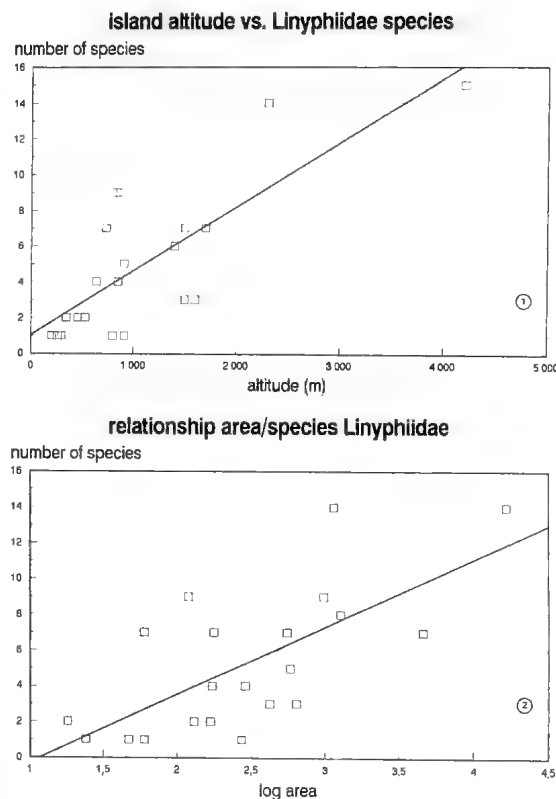 island altitude vs. Linyphiidae species
number of species
16
14
12
10
8
6
4
2
0
0 1 000 2 000 3 000 4 000 5 000
altitude (m)
1
relationship area/species Linyphiidae
number of species
16
14
12
10
8
6
4
2
0
1 1,5 2 2,5 3 3,5 4 4,5
log area
2